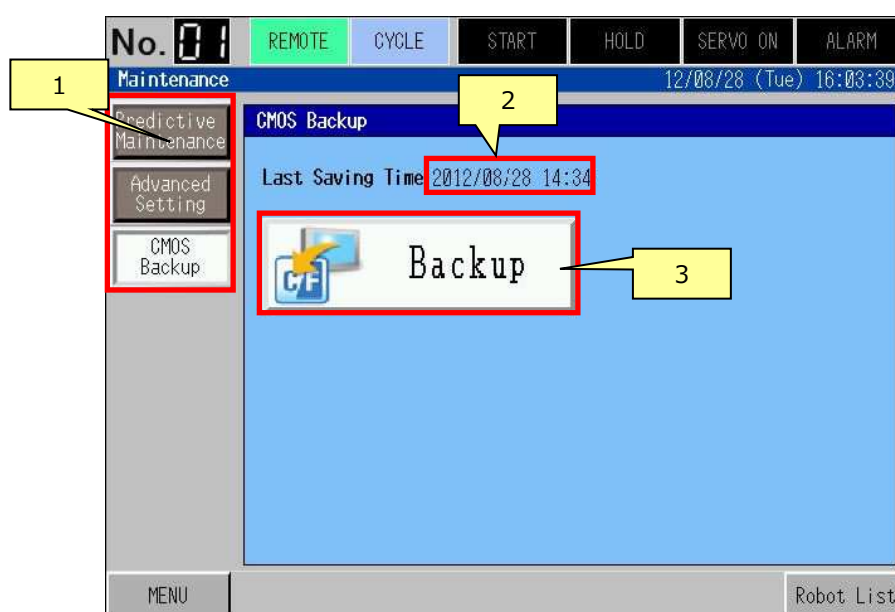 No. 01 REMOTE CYCLE START HOLD SERVO ON ALARM
Maintenance 12/08/28 (Tue) 16:03:39
1
2
Predictive
Maintenance
CMOS Backup
Advanced
Setting
Last Saving Time 2012/08/28 14:34
CMOS
Backup
C/F
Backup
3
MENU Robot List